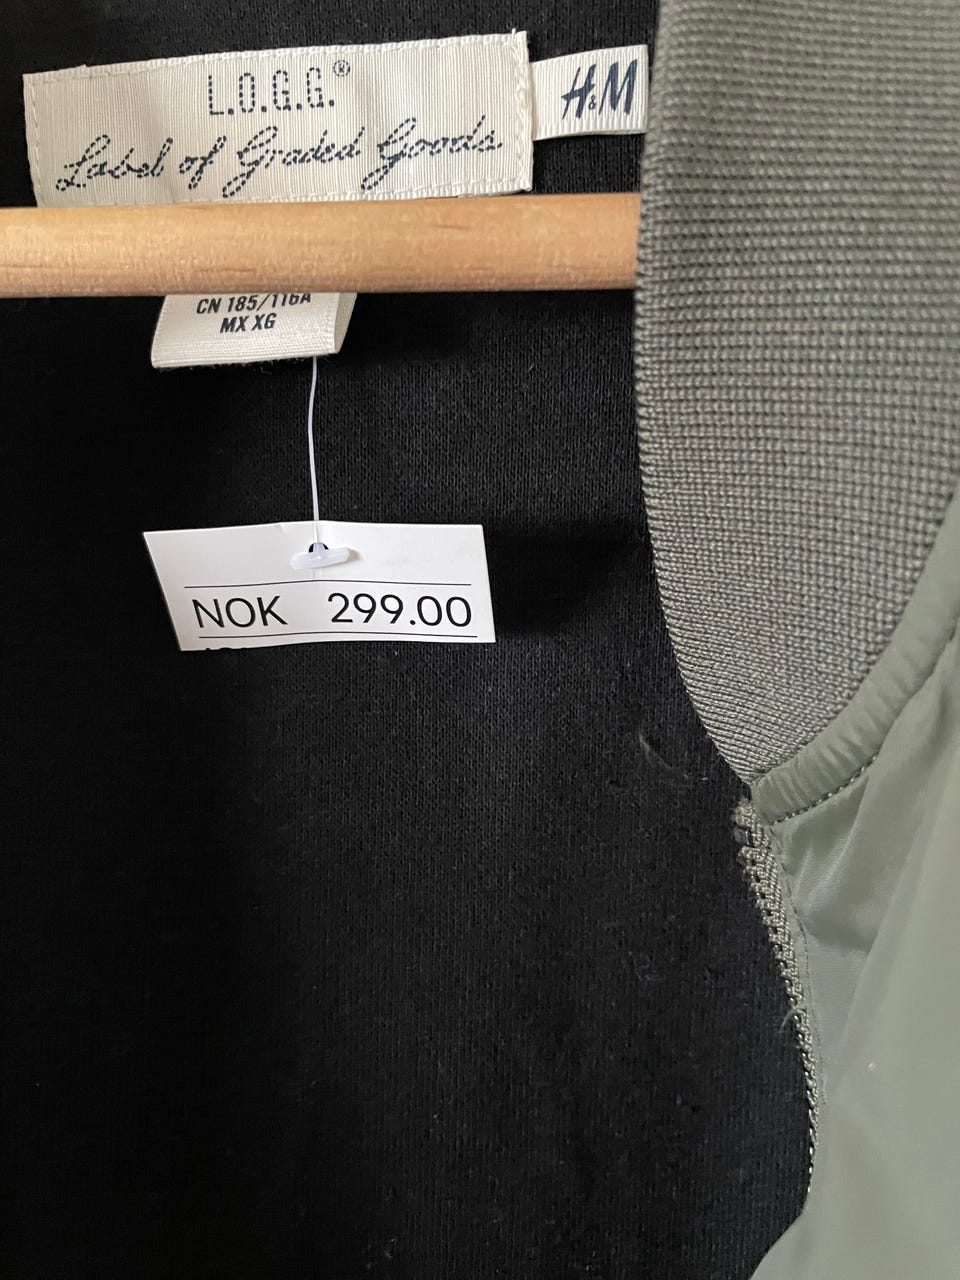 L.O.G.G.®
Label of Graded Goods
H&M
CN 185/116A
MX XG
NOK 299.00